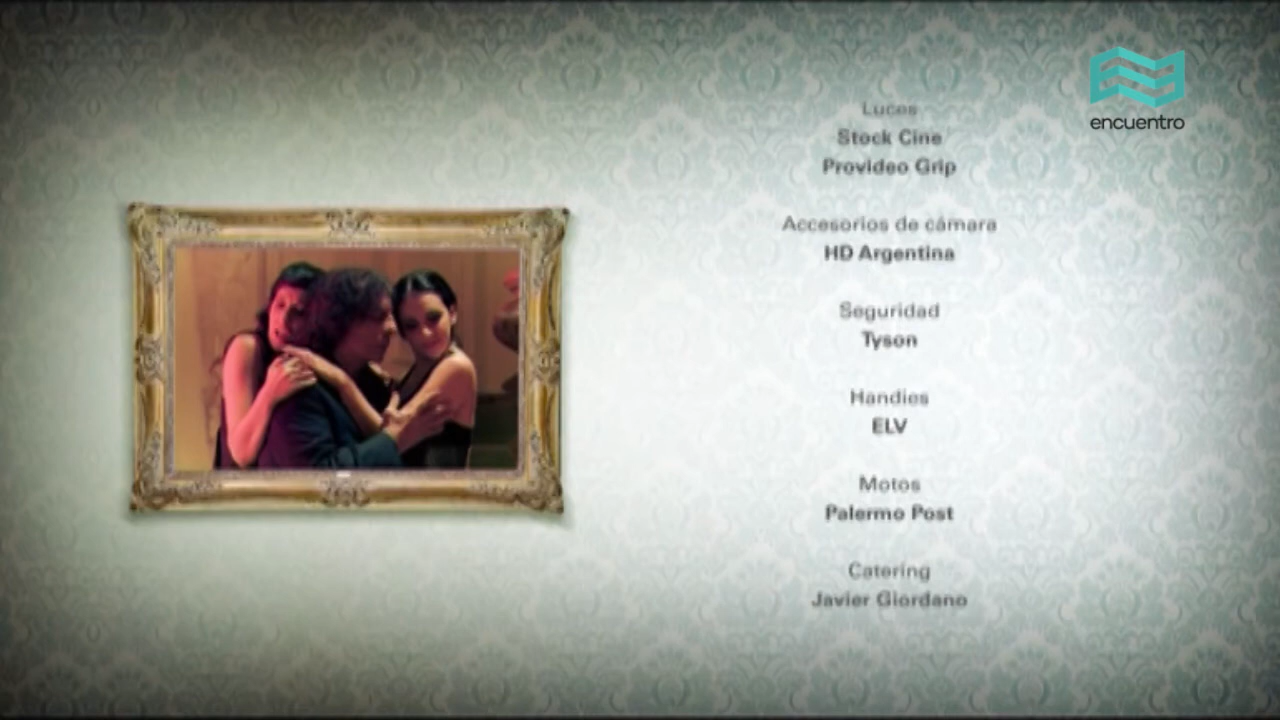 encuentro
Luces
Stock Cine
Provideo Grip
Accesorios de cámara
HD Argentina
Seguridad
Tyson
Handies
ELV
Motos
Palermo Post
Catering
Javier Giordano